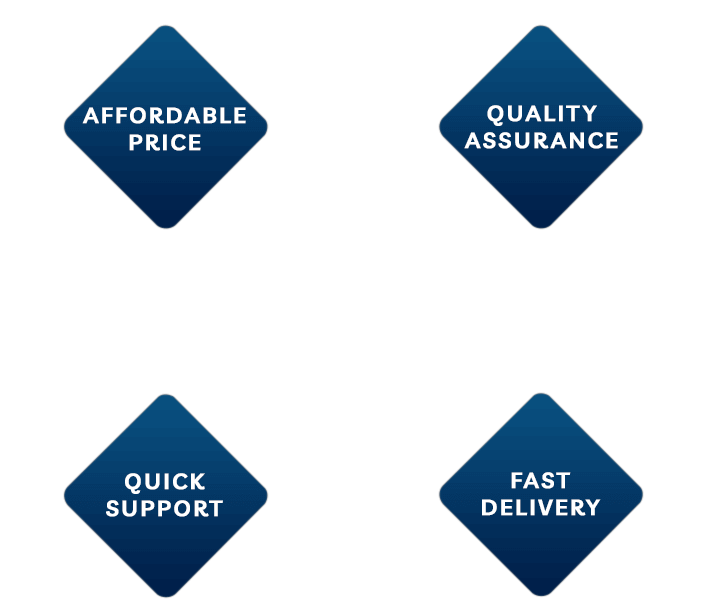 AFFORDABLE
PRICE
QUALITY
ASSURANCE
QUICK
SUPPORT
FAST
DELIVERY